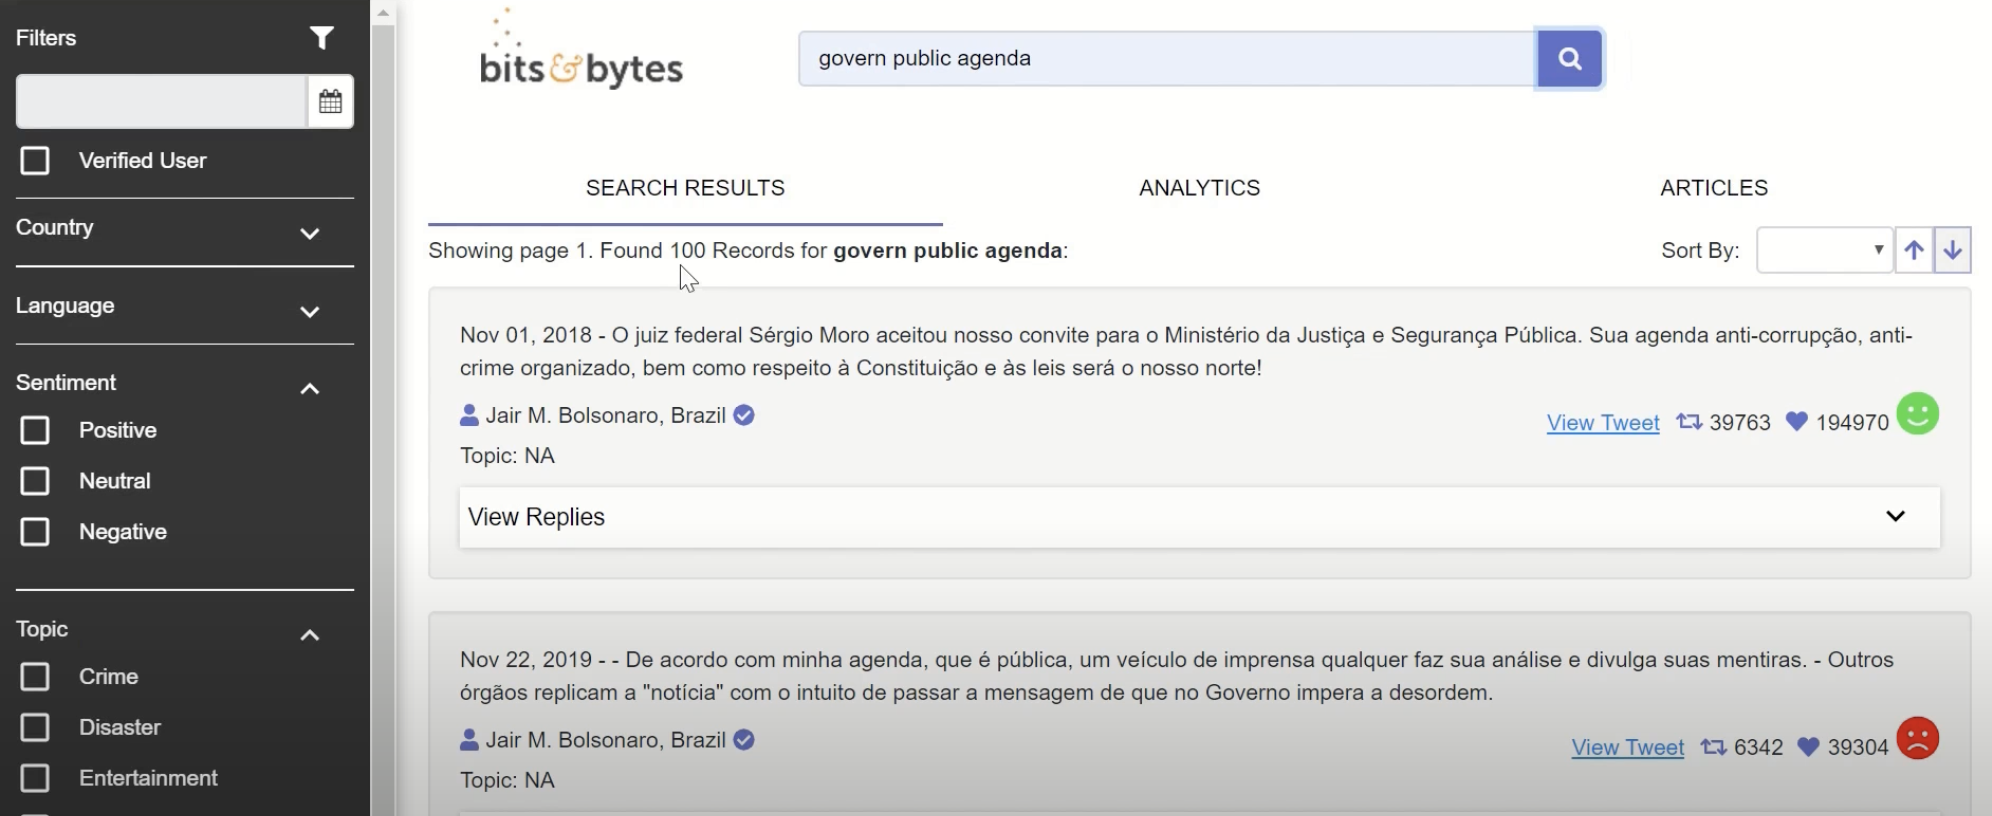 Filters
Verified User
Country
Language
Sentiment
Positive
Neutral
Negative
Topic
Crime
Disaster
Entertainment
bits&bytes
govern public agenda
SEARCH RESULTS
ANALYTICS
ARTICLES
Showing page 1. Found 100 Records for govern public agenda:
Sort By:
Nov 01, 2018 - O juiz federal Sérgio Moro aceitou nosso convite para o Ministério da Justiça e Segurança Pública. Sua agenda anti-corrupção, anti-
crime organizado, bem como respeito à Constituição e às leis será o nosso norte!
Jair M. Bolsonaro, Brazil
View Tweet 39763 194970
Topic: NA
View Replies
Nov 22, 2019 - - De acordo com minha agenda, que é pública, um veículo de imprensa qualquer faz sua análise e divulga suas mentiras. - Outros
órgãos replicam a "notícia" com o intuito de passar a mensagem de que no Governo impera a desordem.
Jair M. Bolsonaro, Brazil
View Tweet 6342 39304
Topic: NA